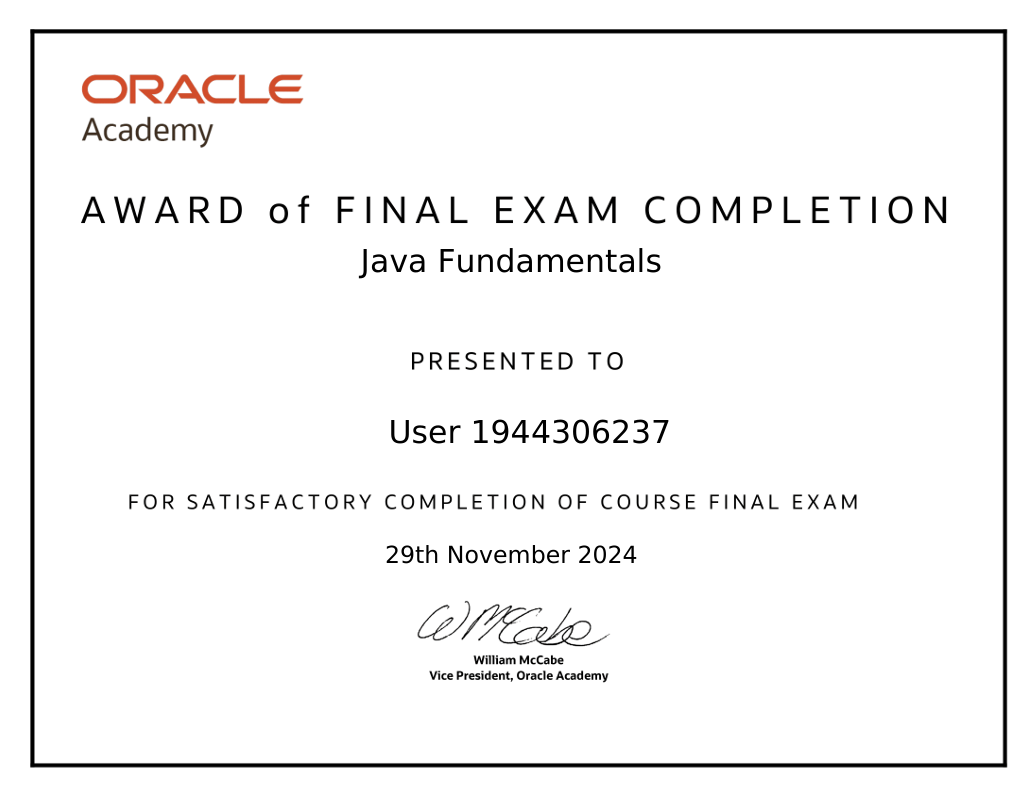 ORACLE
Academy
AWARD of FINAL EXAM COMPLETION
Java Fundamentals
PRESENTED TO
User 1944306237
FOR SATISFACTORY COMPLETION OF COURSE FINAL EXAM
29th November 2024
W McCabe
William McCabe
Vice President, Oracle Academy